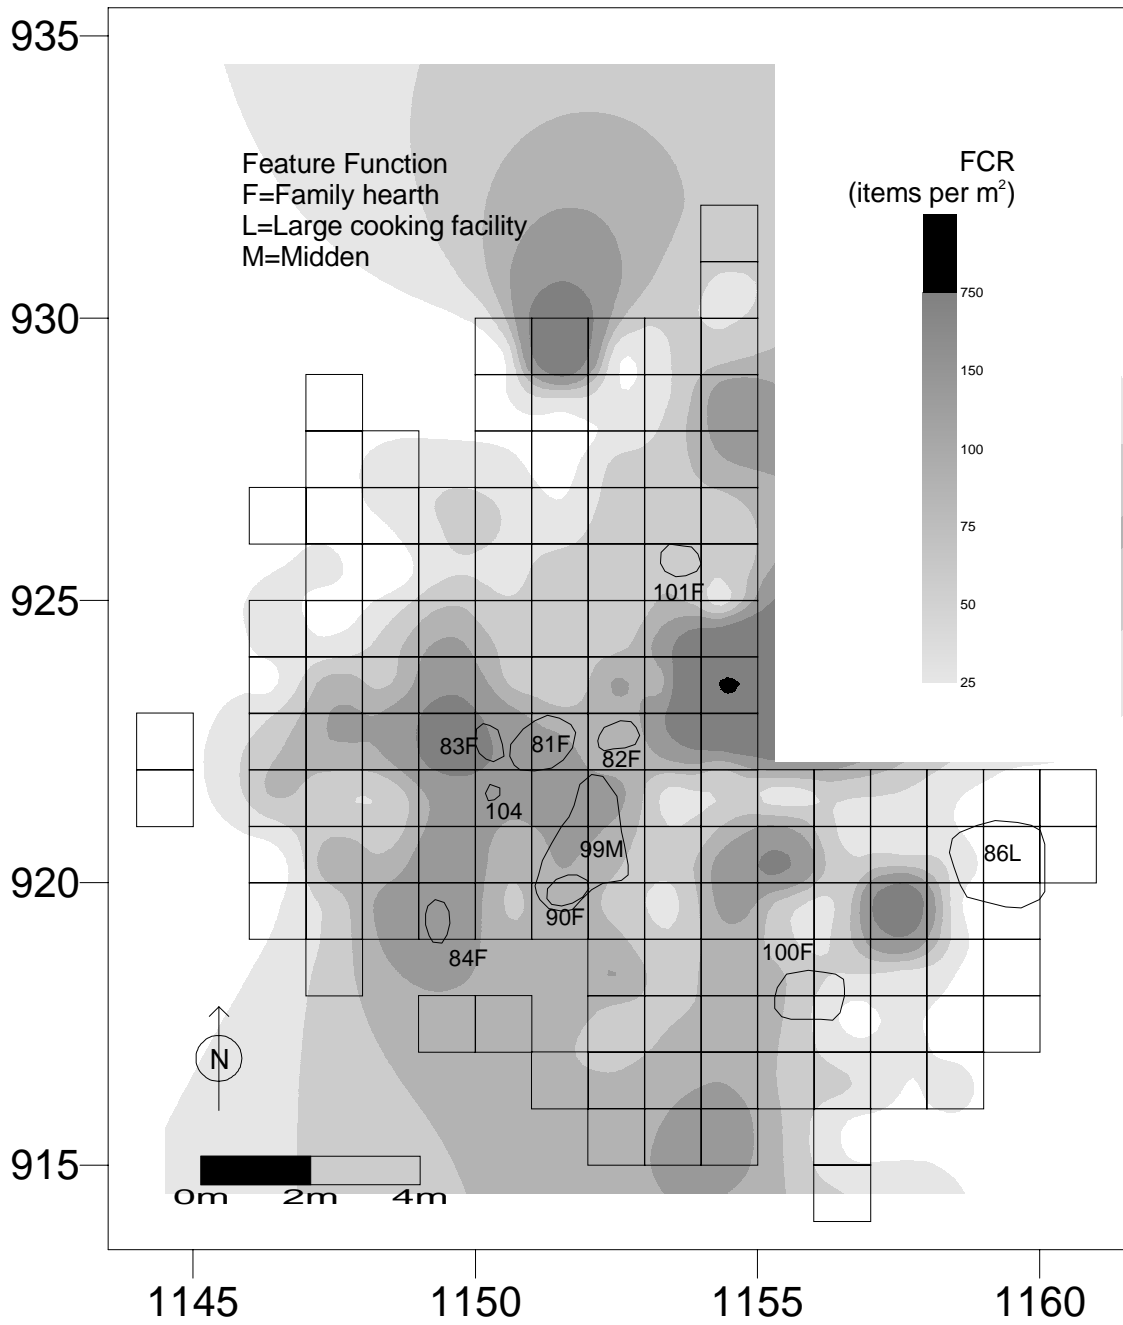 935
Feature Function
F=Family hearth
L=Large cooking facility
M=Midden
FCR
(items per m²)
750
150
100
75
50
25
930
925
920
915
101F
83F
81F
82F
104
99M
86L
90F
84F
100F
N
0m 2m 4m
1145 1150 1155 1160